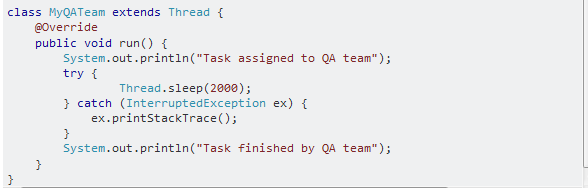 class MyQATeam extends Thread {
    @Override
    public void run() {
        System.out.println("Task assigned to QA team");
        try {
                Thread.sleep(2000);
        } catch (InterruptedException ex) {
            ex.printStackTrace();
        }
        System.out.println("Task finished by QA team");
    }
}